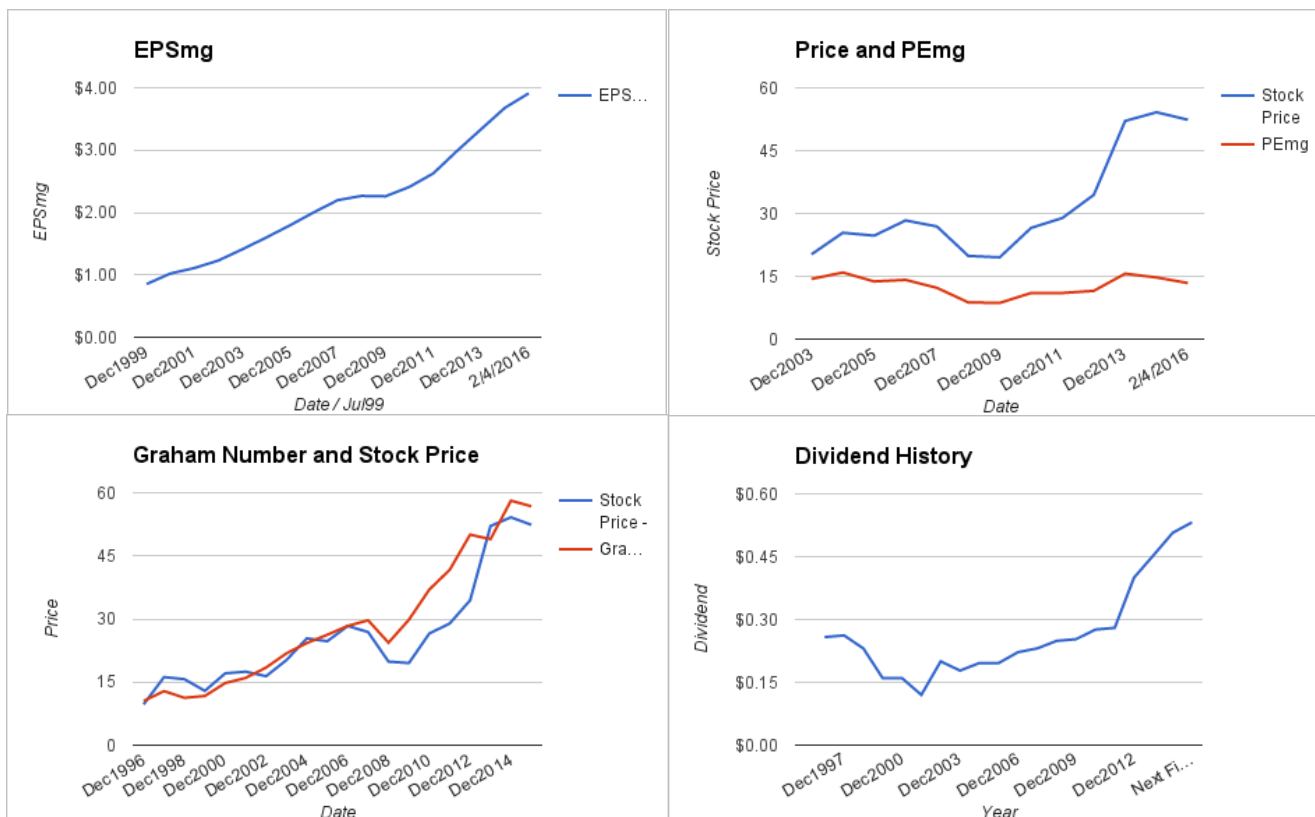 EPSmg
$4.00
$3.00
$2.00
$1.00
$0.00
EPSmg
EPS...
Dec1999
Dec2001
Dec2003
Dec2005
Dec2007
Dec2009
Dec2011
Dec2013
2/4/2016
Date / Jul99
Price and PEmg
60
45
30
15
0
Stock Price
Stock
Price
PEmg
Dec2003
Dec2005
Dec2007
Dec2009
Dec2011
Dec2013
2/4/2016
Date
Graham Number and Stock Price
60
45
30
15
0
Price
Stock
Price -
Gra...
Dec1996
Dec1998
Dec2000
Dec2002
Dec2004
Dec2006
Dec2008
Dec2010
Dec2012
Dec2014
Date
Dividend History
$0.60
$0.45
$0.30
$0.15
$0.00
Dividend
Dec1997
Dec2000
Dec2003
Dec2006
Dec2009
Dec2012
Next Fi...
Year